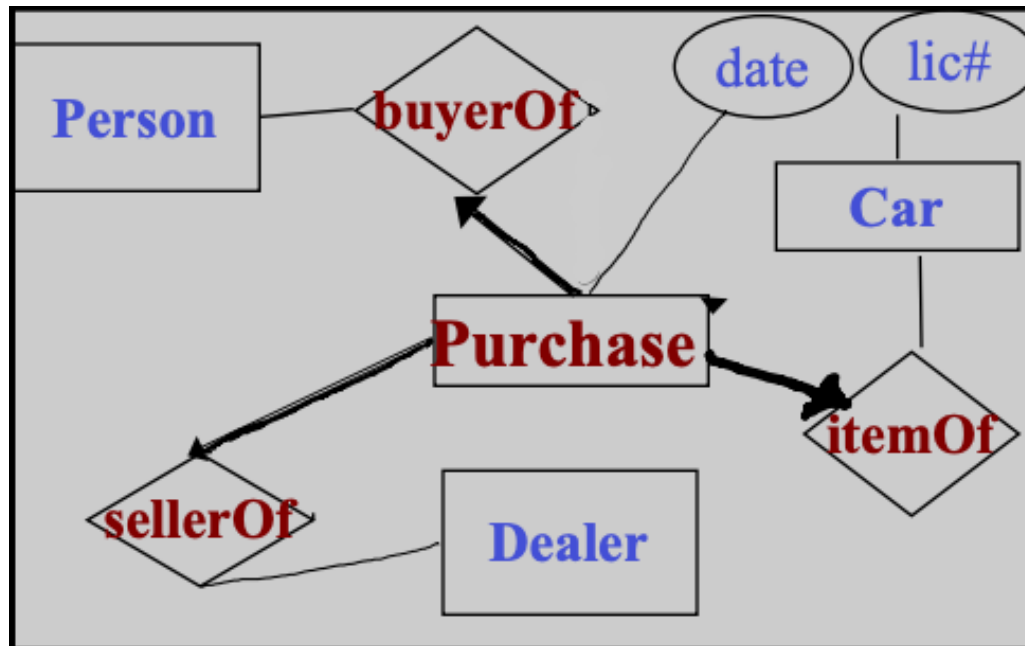 date
lic#
Person
buyerOf
Car
Purchase
itemOf
sellerOf
Dealer